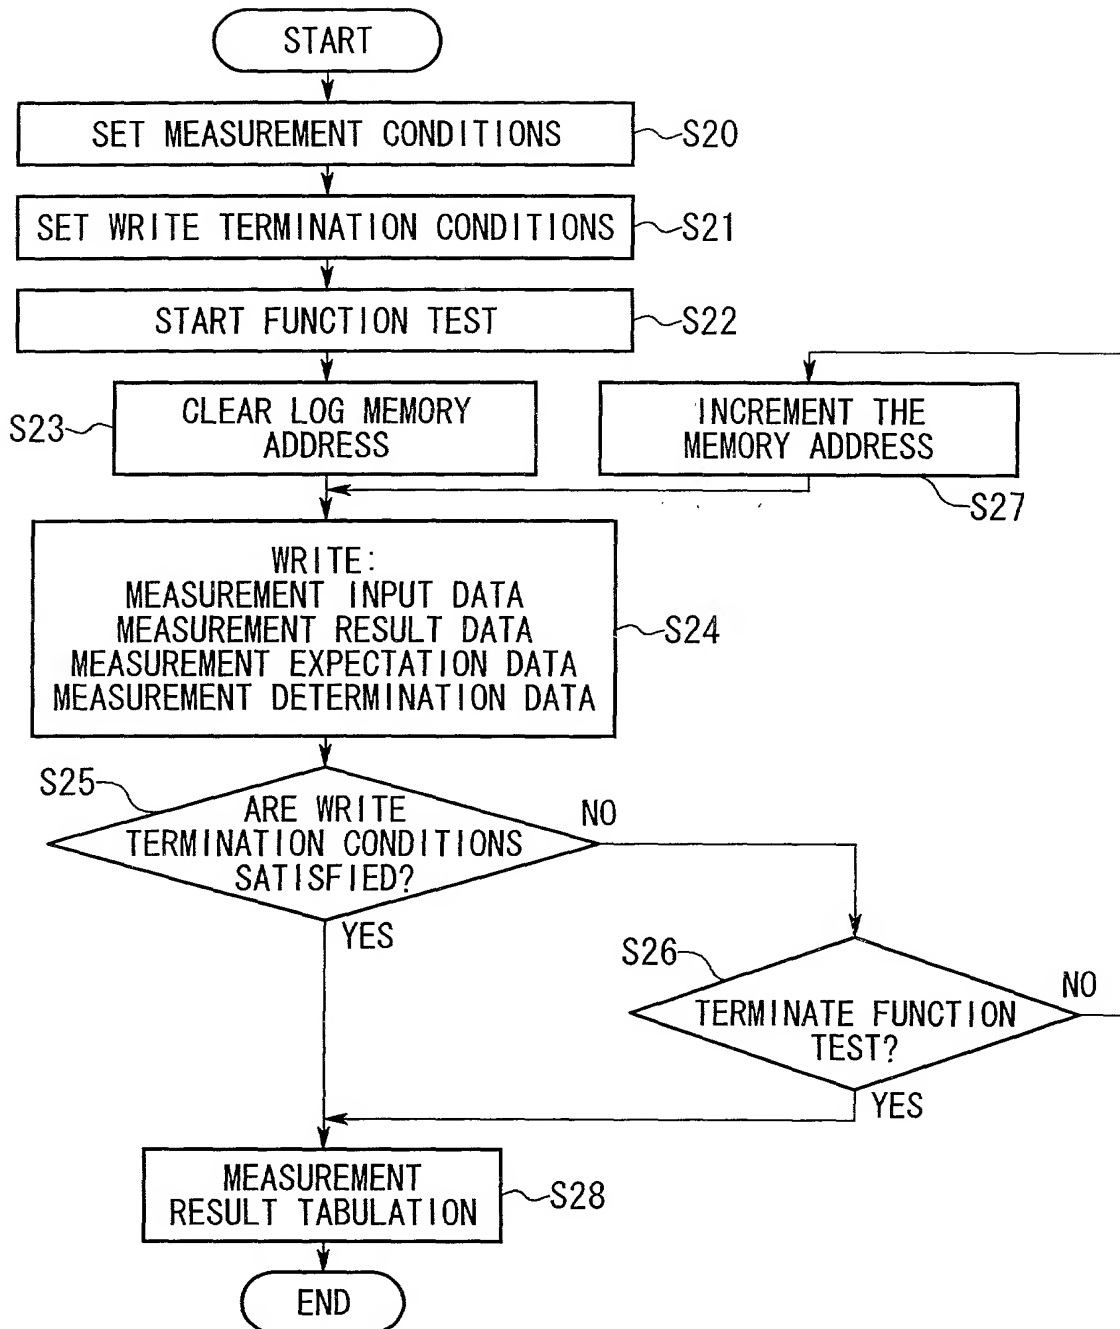 START
SET MEASUREMENT CONDITIONS
S20
SET WRITE TERMINATION CONDITIONS
S21
START FUNCTION TEST
S22
S23
CLEAR LOG MEMORY
ADDRESS
INCREMENT THE
MEMORY ADDRESS
S27
WRITE:
MEASUREMENT INPUT DATA
MEASUREMENT RESULT DATA
MEASUREMENT EXPECTATION DATA
MEASUREMENT DETERMINATION DATA
S24
S25
ARE WRITE
TERMINATION CONDITIONS
SATISFIED?
NO
YES
S26
TERMINATE FUNCTION
TEST?
NO
YES
MEASUREMENT
RESULT TABULATION
S28
END